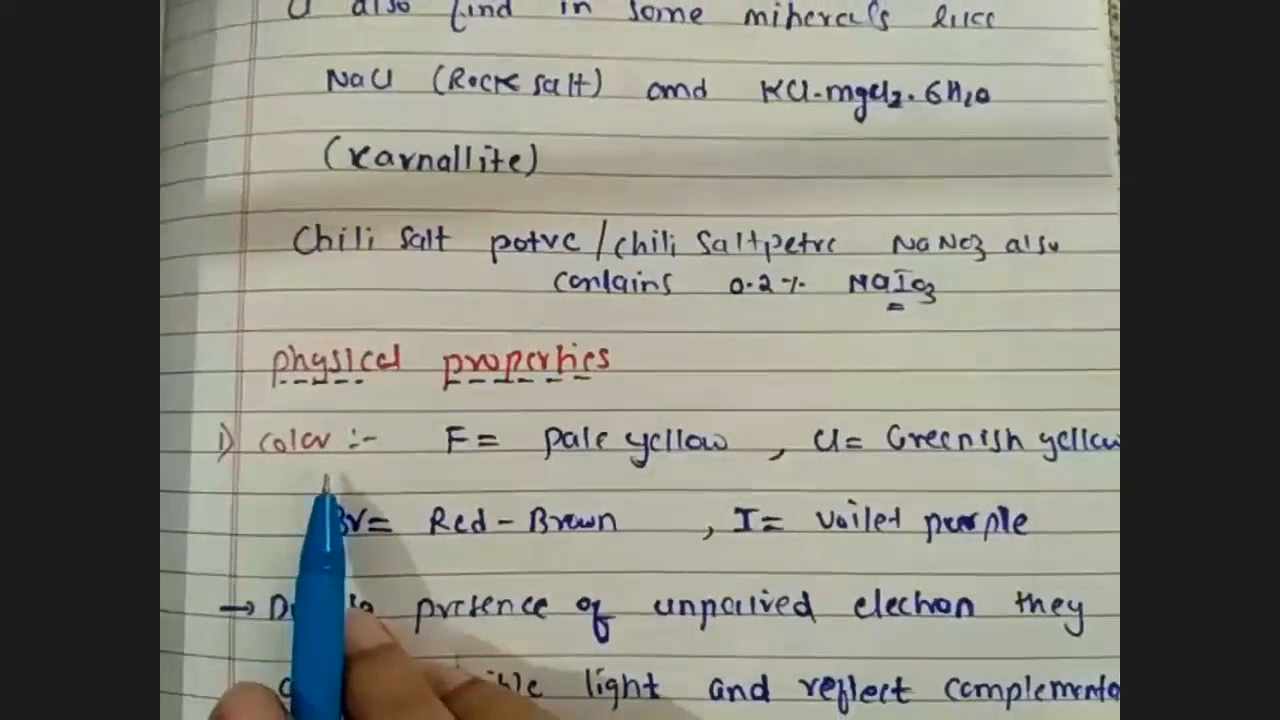 also find in some minerals like
NaCl (Rock salt) and KCl.mgcl2.6H2O
(karnallite)
Chili salt potre/chili saltpetre NaNO3 also
contains 0.2% NaIO3
physical properties
1) color :- F= pale yellow, Cl= Greenish yellow
Br= Red-Brown, I= voilet purple
→ presence of unpaired electron they
light and reflect complementa